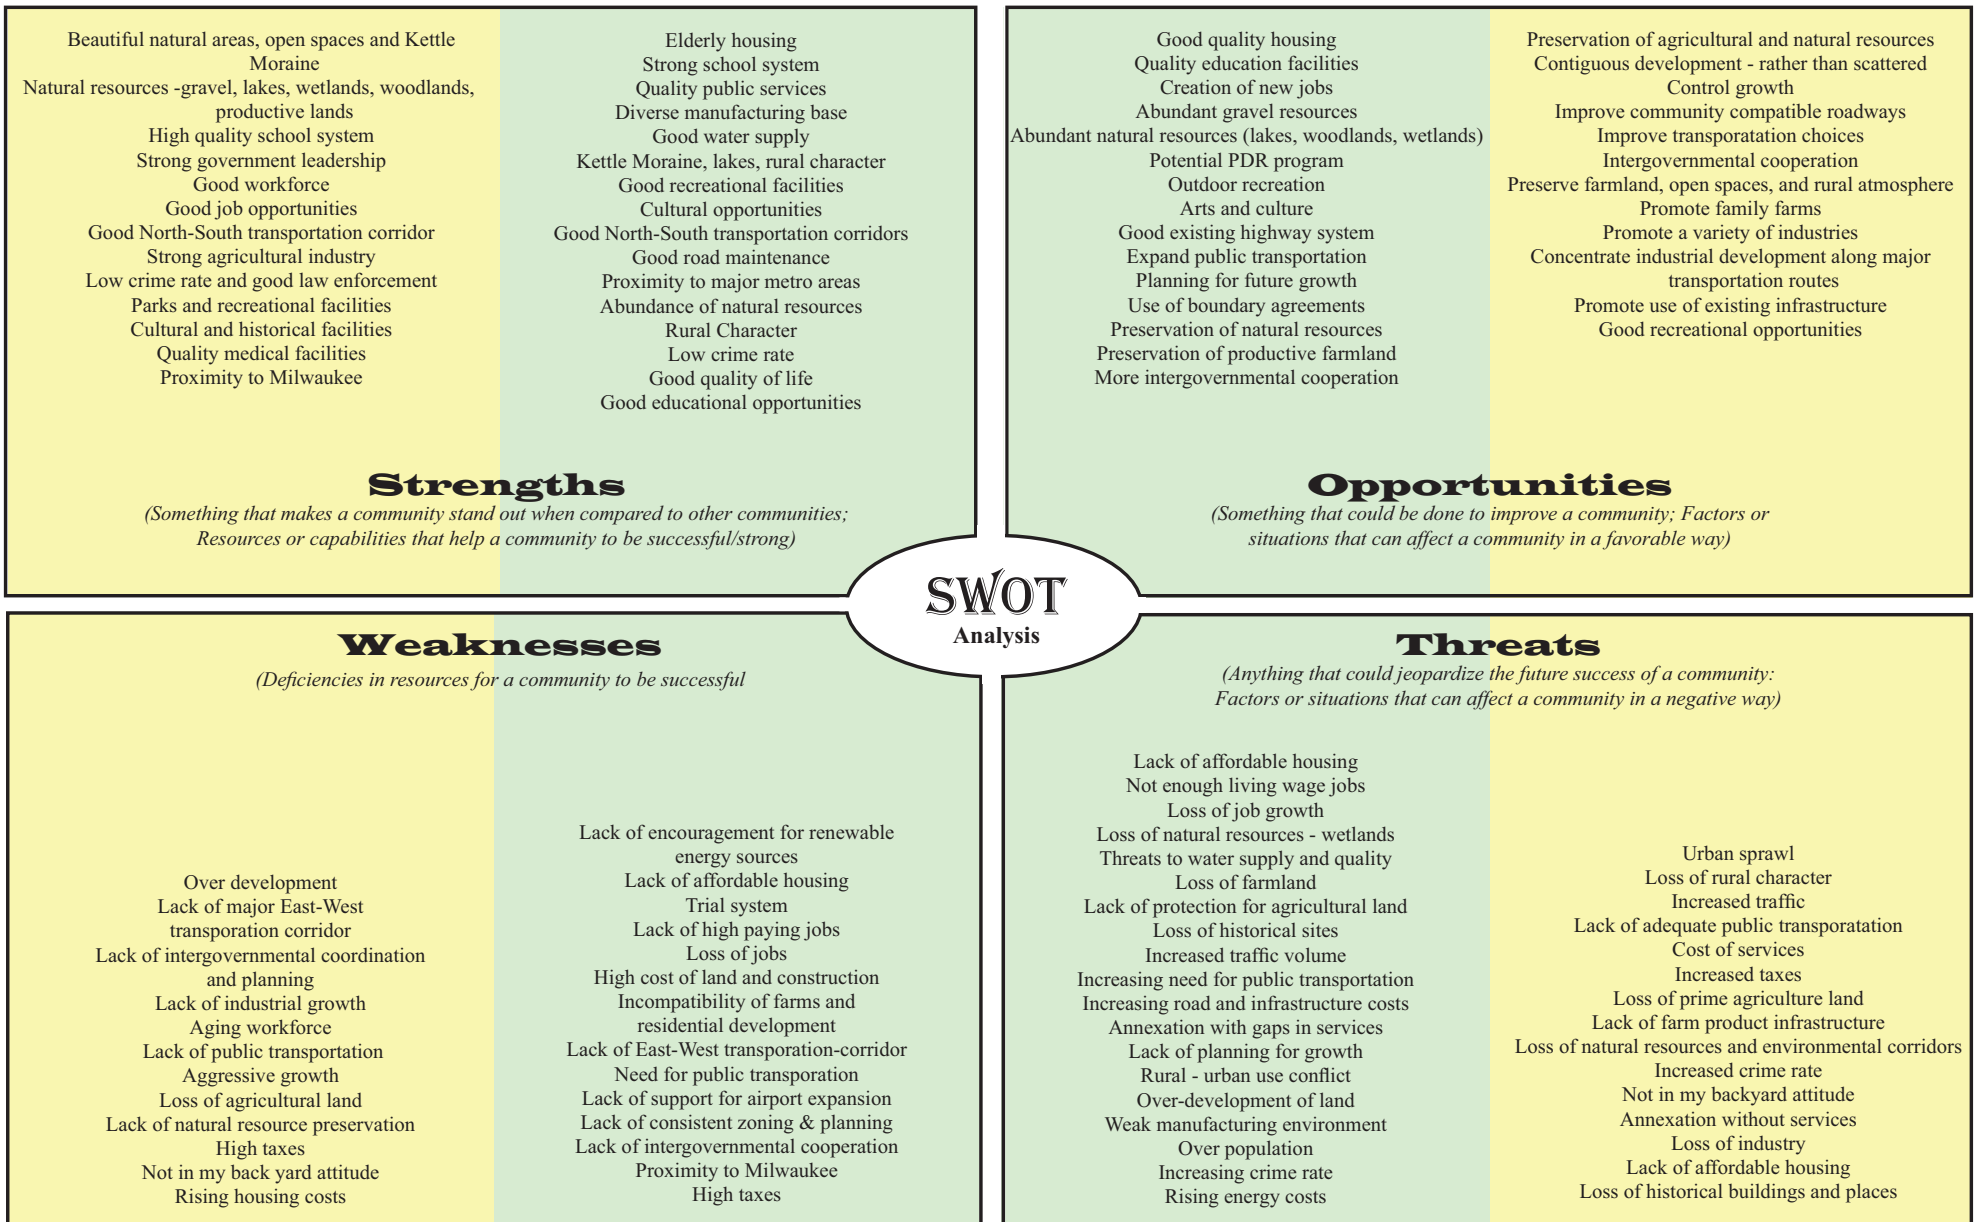 Beautiful natural areas, open spaces and Kettle
Moraine
Natural resources -gravel, lakes, wetlands, woodlands,
productive lands
High quality school system
Strong government leadership
Good workforce
Good job opportunities
Good North-South transportation corridor
Strong agricultural industry
Low crime rate and good law enforcement
Parks and recreational facilities
Cultural and historical facilities
Quality medical facilities
Proximity to Milwaukee
Elderly housing
Strong school system
Quality public services
Diverse manufacturing base
Good water supply
Kettle Moraine, lakes, rural character
Good recreational facilities
Cultural opportunities
Good North-South transportation corridors
Good road maintenance
Proximity to major metro areas
Abundance of natural resources
Rural Character
Low crime rate
Good quality of life
Good educational opportunities
Strengths
(Something that makes a community stand out when compared to other communities;
Resources or capabilities that help a community to be successful/strong)
Good quality housing
Quality education facilities
Creation of new jobs
Abundant gravel resources
Abundant natural resources (lakes, woodlands, wetlands)
Potential PDR program
Outdoor recreation
Arts and culture
Good existing highway system
Expand public transportation
Planning for future growth
Use of boundary agreements
Preservation of natural resources
Preservation of productive farmland
More intergovernmental cooperation
Preservation of agricultural and natural resources
Contiguous development - rather than scattered
Control growth
Improve community compatible roadways
Improve transporatation choices
Intergovernmental cooperation
Preserve farmland, open spaces, and rural atmosphere
Promote family farms
Promote a variety of industries
Concentrate industrial development along major
transportation routes
Promote use of existing infrastructure
Good recreational opportunities
Opportunities
(Something that could be done to improve a community; Factors or
situations that can affect a community in a favorable way)
SWOT
Analysis
Weaknesses
(Deficiencies in resources for a community to be successful
Over development
Lack of major East-West
transporation corridor
Lack of intergovernmental coordination
and planning
Lack of industrial growth
Aging workforce
Lack of public transportation
Aggressive growth
Loss of agricultural land
Lack of natural resource preservation
High taxes
Not in my back yard attitude
Rising housing costs
Lack of encouragement for renewable
energy sources
Lack of affordable housing
Trial system
Lack of high paying jobs
Loss of jobs
High cost of land and construction
Incompatibility of farms and
residential development
Lack of East-West transporation-corridor
Need for public transporation
Lack of support for airport expansion
Lack of consistent zoning & planning
Lack of intergovernmental cooperation
Proximity to Milwaukee
High taxes
Threats
(Anything that could jeopardize the future success of a community:
Factors or situations that can affect a community in a negative way)
Lack of affordable housing
Not enough living wage jobs
Loss of job growth
Loss of natural resources - wetlands
Threats to water supply and quality
Loss of farmland
Lack of protection for agricultural land
Loss of historical sites
Increased traffic volume
Increasing need for public transportation
Increasing road and infrastructure costs
Annexation with gaps in services
Lack of planning for growth
Rural - urban use conflict
Over-development of land
Weak manufacturing environment
Over population
Increasing crime rate
Rising energy costs
Urban sprawl
Loss of rural character
Increased traffic
Lack of adequate public transporatation
Cost of services
Increased taxes
Loss of prime agriculture land
Lack of farm product infrastructure
Loss of natural resources and environmental corridors
Increased crime rate
Not in my backyard attitude
Annexation without services
Loss of industry
Lack of affordable housing
Loss of historical buildings and places